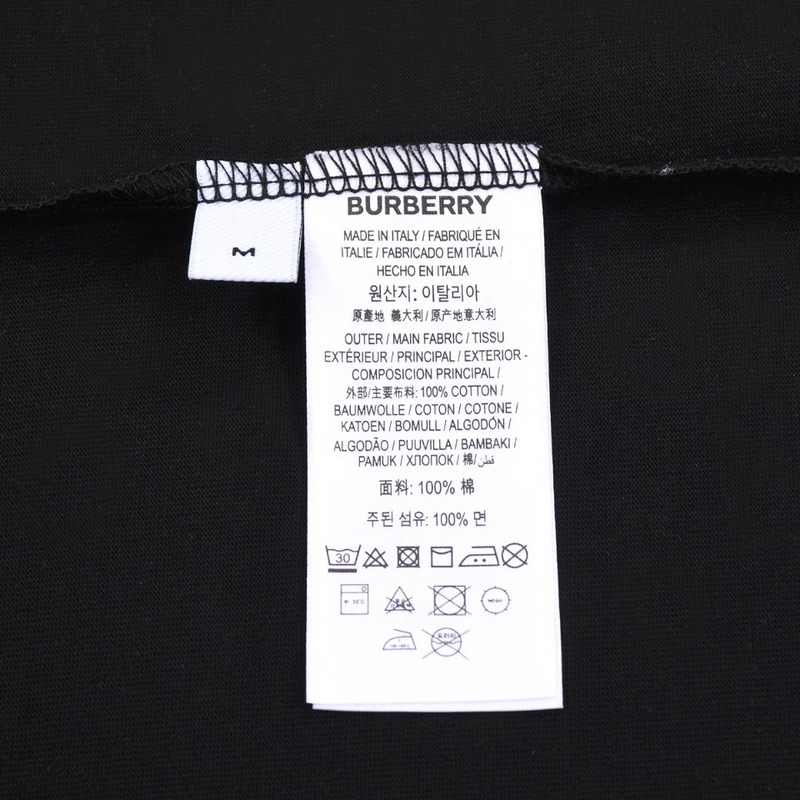 M
BURBERRY
MADE IN ITALY / FABRIQUÉ EN
ITALIE / FABRICADO EM ITÁLIA /
HECHO EN ITALIA
원산지: 이탈리아
原產地 義大利 / 原产地意大利
OUTER / MAIN FABRIC / TISSU
EXTÉRIEUR / PRINCIPAL / EXTERIOR -
COMPOSICION PRINCIPAL /
外部/主要布料: 100% COTTON /
BAUMWOLLE / COTON / COTONE /
KATOEN / BOMULL / ALGODÓN /
ALGODÃO / PUUVILLA / BAMBAKI /
PAMUK / ХЛОПОК / 棉/قطن
面料: 100% 棉
주된 섬유: 100% 면
30